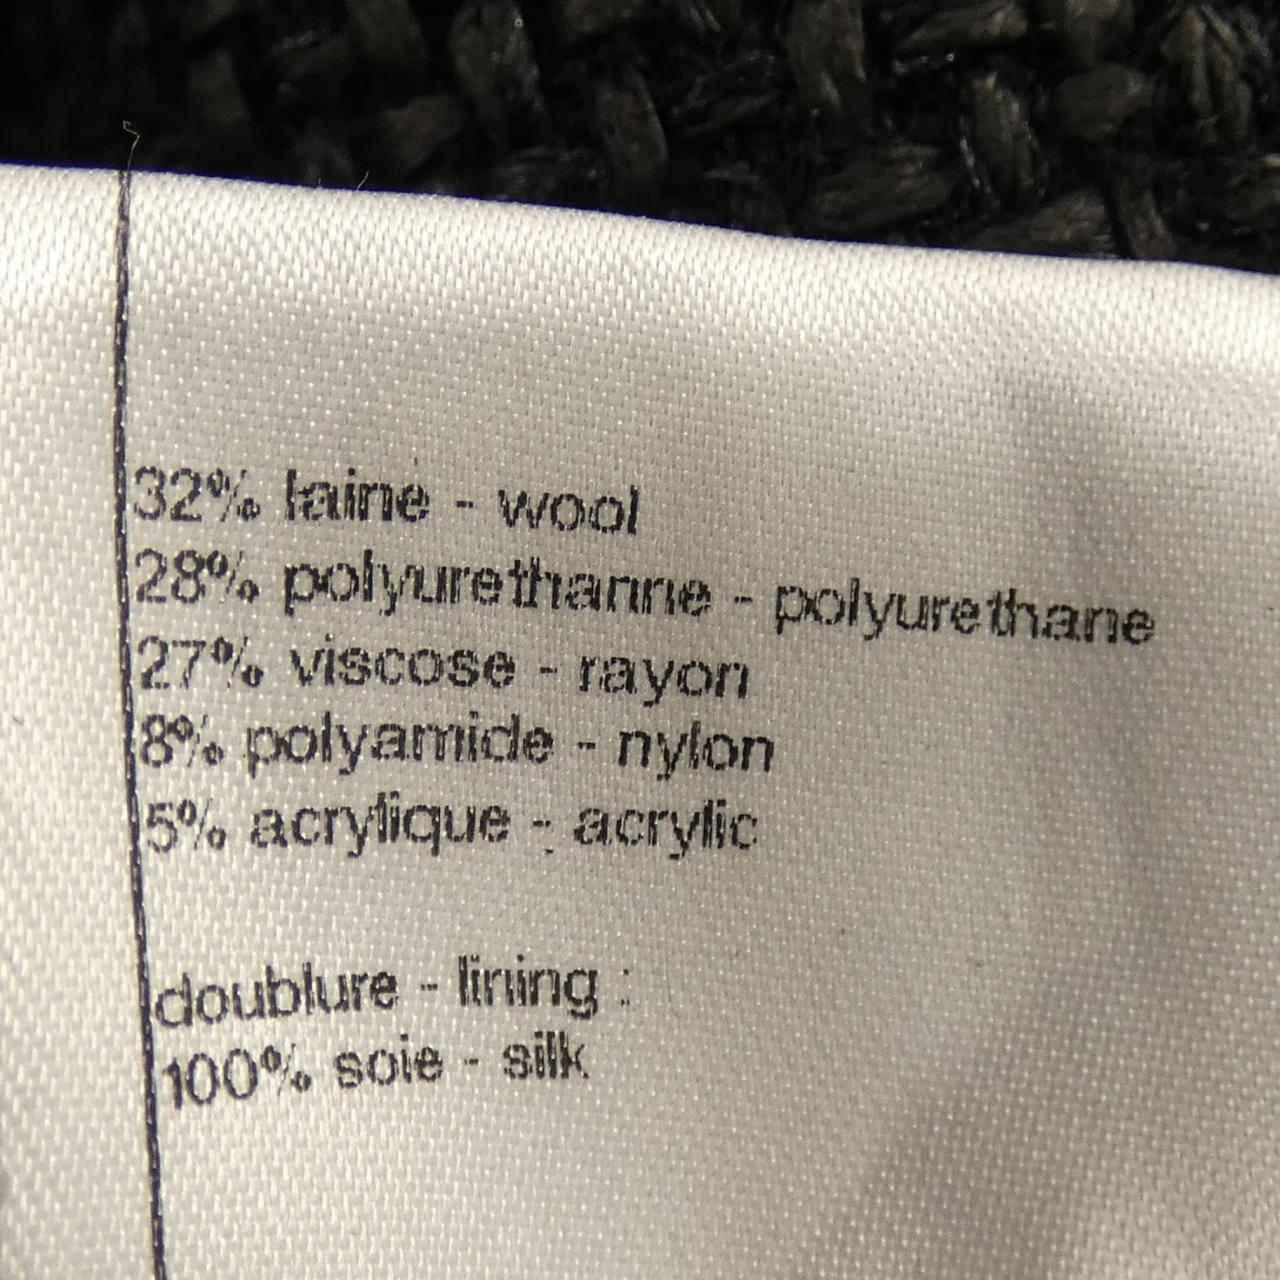 32% laine - wool
28% polyurethanne - polyurethane
27% viscose - rayon
8% polyamide - nylon
5% acrylique - acrylic
doublure - lining :
100% soie - silk